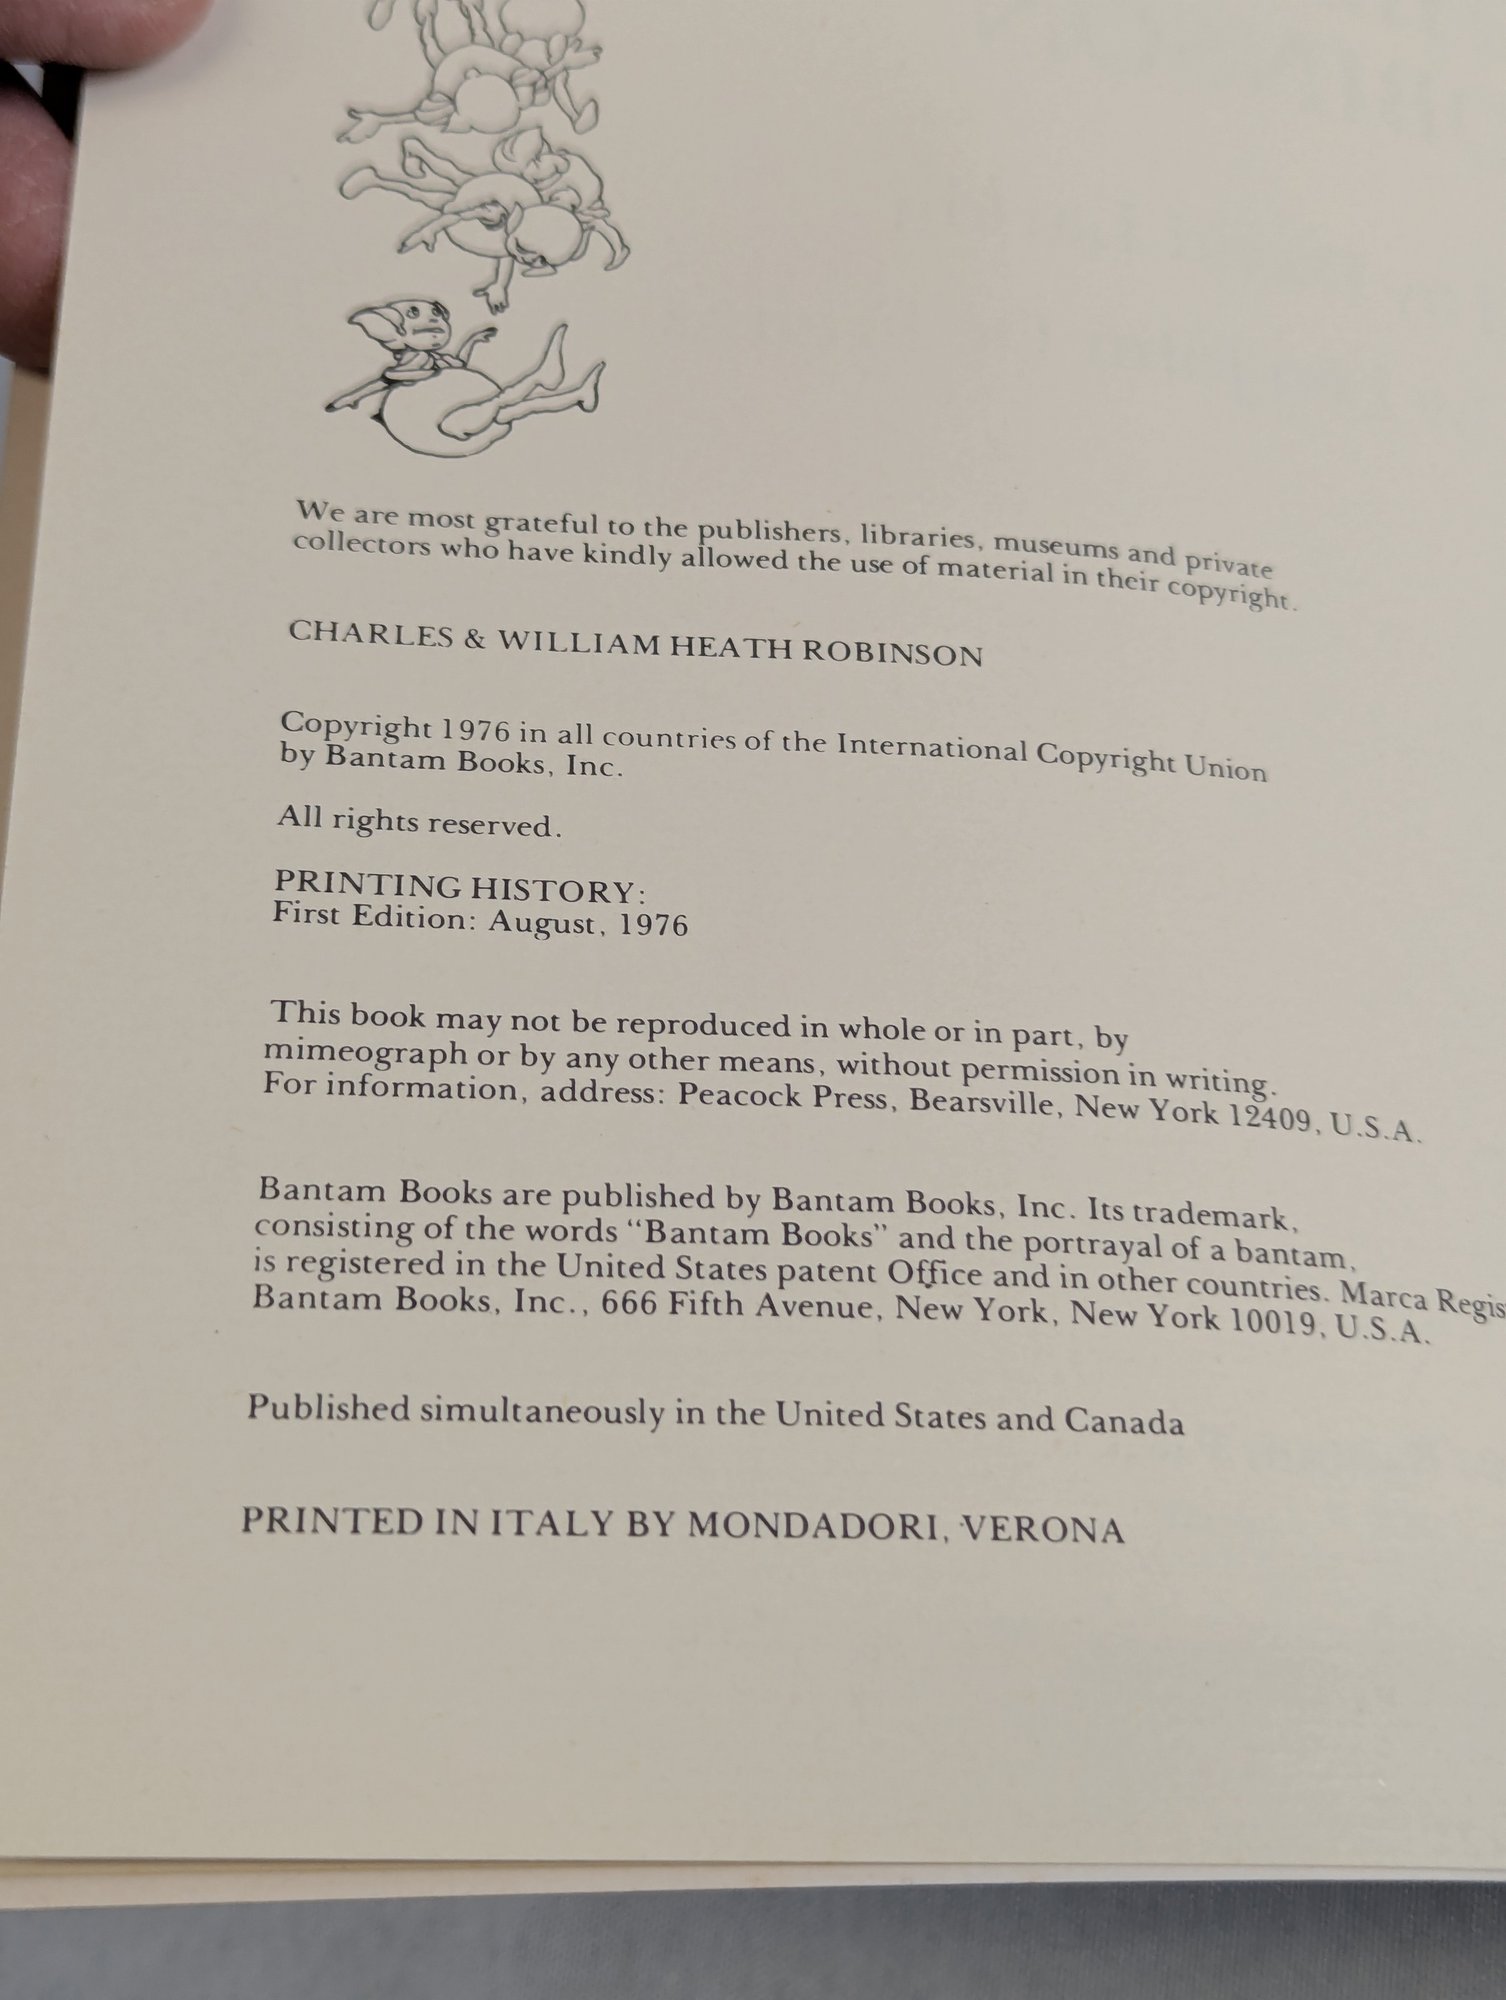 We are most grateful to the publishers, libraries, museums and private
collectors who have kindly allowed the use of material in their copyright.
CHARLES & WILLIAM HEATH ROBINSON
Copyright 1976 in all countries of the International Copyright Union
by Bantam Books, Inc.
All rights reserved.
PRINTING HISTORY:
First Edition: August, 1976
This book may not be reproduced in whole or in part, by
mimeograph or by any other means, without permission in writing.
For information, address: Peacock Press, Bearsville, New York 12409, U.S.A.
Bantam Books are published by Bantam Books, Inc. Its trademark,
consisting of the words “Bantam Books” and the portrayal of a bantam,
is registered in the United States patent Office and in other countries. Marca Regis
Bantam Books, Inc., 666 Fifth Avenue, New York, New York 10019, U.S.A.
Published simultaneously in the United States and Canada
PRINTED IN ITALY BY MONDADORI, VERONA